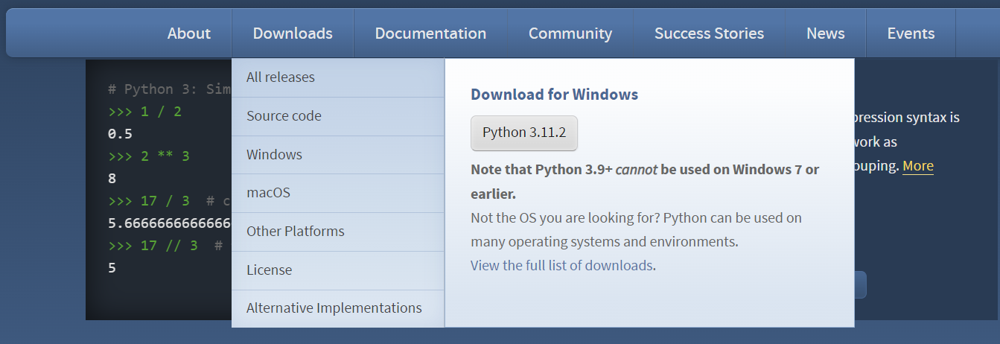 About Downloads Documentation Community Success Stories News Events
# Python 3: Sim
>>> 1 / 2
0.5
>>> 2 ** 3
8
>>> 17 / 3 # c
5.666666666666
>>> 17 // 3 #
5
All releases
Source code
Windows
macOS
Other Platforms
License
Alternative Implementations
Download for Windows
Python 3.11.2
Note that Python 3.9+ cannot be used on Windows 7 or
earlier.
Not the OS you are looking for? Python can be used on
many operating systems and environments.
View the full list of downloads.
pression syntax is
work as
ouping. More